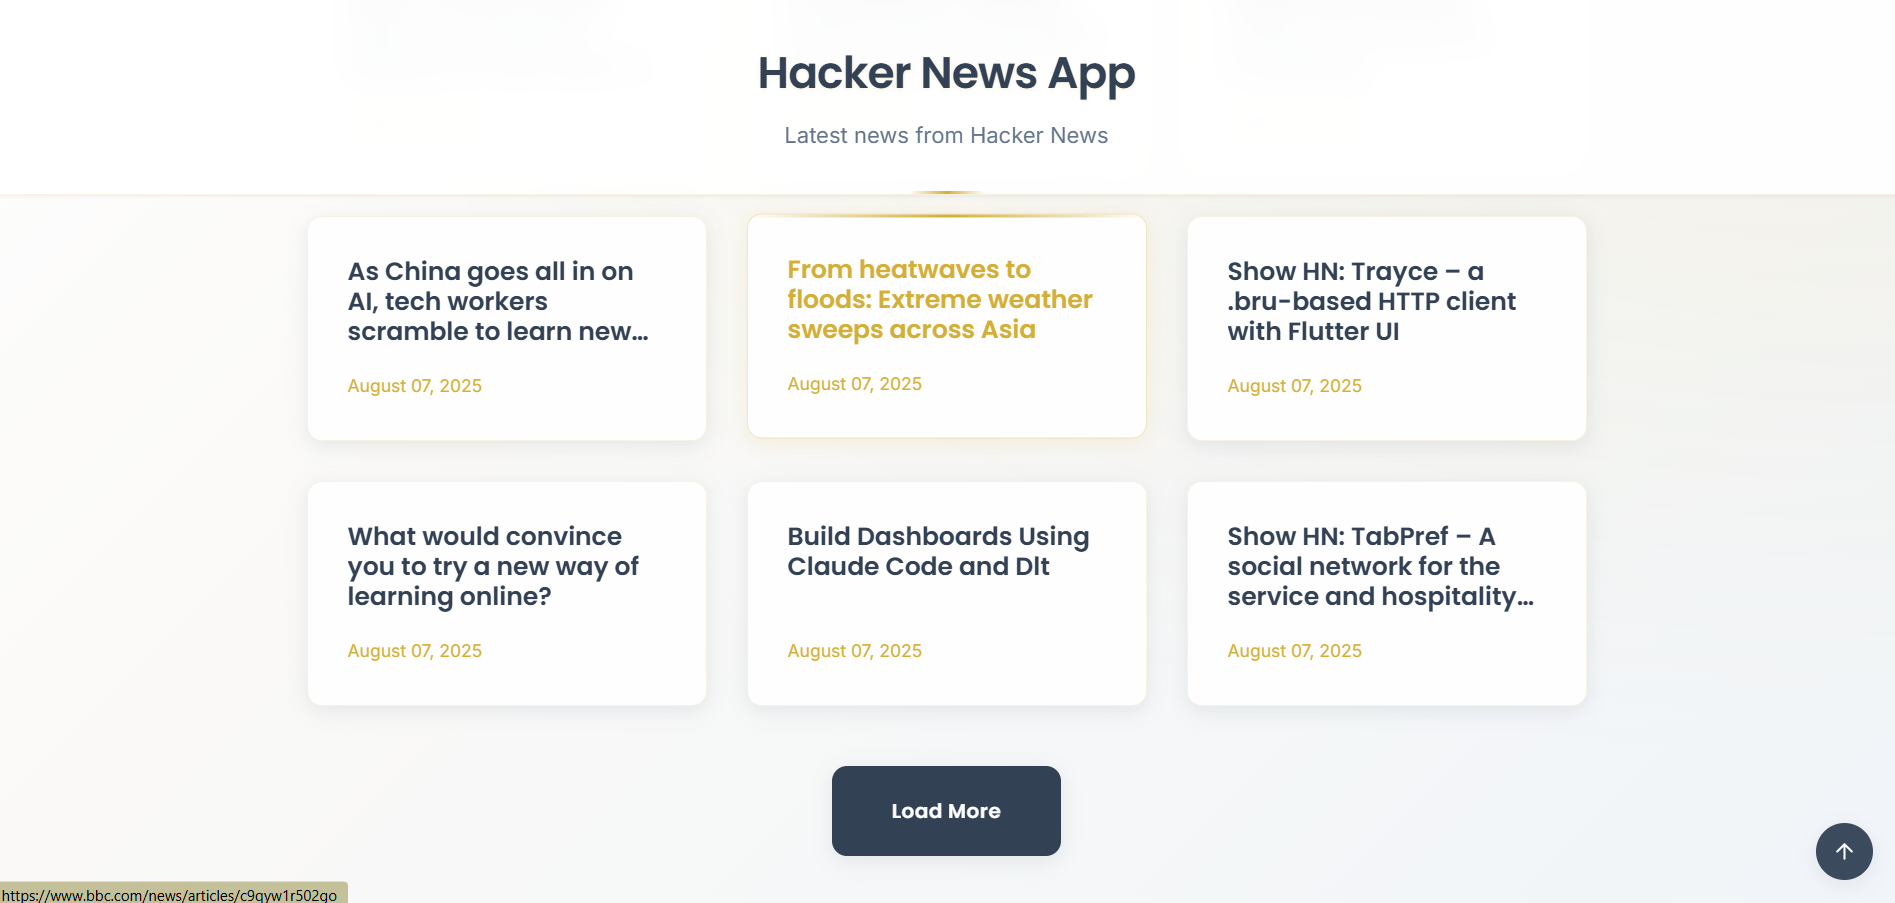 Hacker News App
Latest news from Hacker News
As China goes all in on
AI, tech workers
scramble to learn new...
August 07, 2025
From heatwaves to
floods: Extreme weather
sweeps across Asia
August 07, 2025
Show HN: Trayce – a
.bru-based HTTP client
with Flutter UI
August 07, 2025
What would convince
you to try a new way of
learning online?
August 07, 2025
Build Dashboards Using
Claude Code and Dlt
August 07, 2025
Show HN: TabPref – A
social network for the
service and hospitality...
August 07, 2025
Load More
https://www.bbc.com/news/articles/c9qyw1r502go